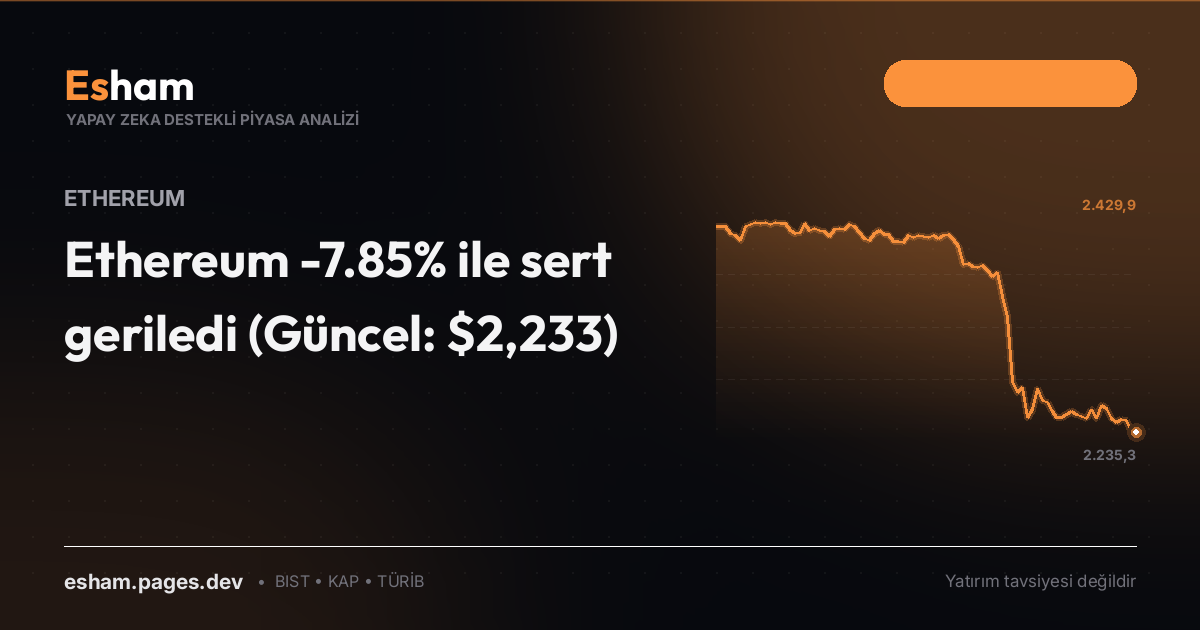 Esham
YAPAY ZEKA DESTEKLİ PİYASA ANALİZİ
ETHEREUM
Ethereum -7.85% ile sert
geriledi (Güncel: $2,233)
2.429,9
2.235,3
esham.pages.dev • BIST • KAP • TÜRİB
Yatırım tavsiyesi değildir